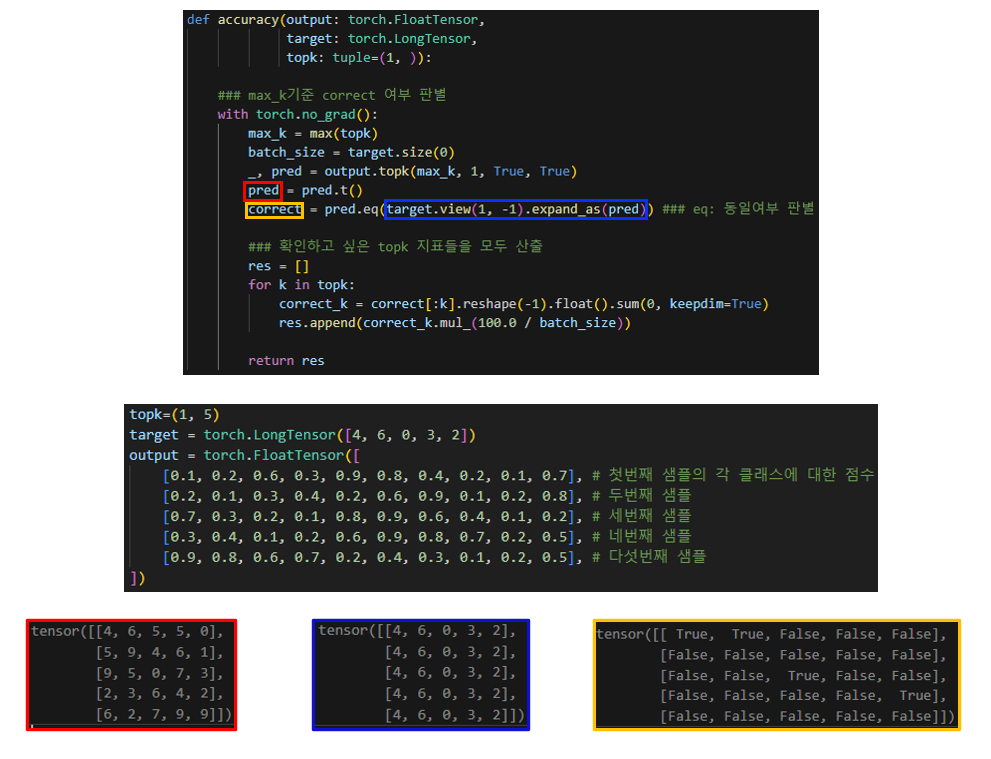 def accuracy(output: torch.FloatTensor,
target: torch.LongTensor,
topk: tuple=(1, )):
### max_k기준 correct 여부 판별
with torch.no_grad():
max_k = max(topk)
batch_size = target.size(0)
_, pred = output.topk(max_k, 1, True, True)
pred = pred.t()
correct = pred.eq(target.view(1, -1).expand_as(pred)) ### eq: 동일여부 판별
### 확인하고 싶은 topk 지표들을 모두 산출
res = []
for k in topk:
correct_k = correct[:k].reshape(-1).float().sum(0, keepdim=True)
res.append(correct_k.mul_(100.0 / batch_size))
return res
topk=(1, 5)
target = torch.LongTensor([4, 6, 0, 3, 2])
output = torch.FloatTensor([
[0.1, 0.2, 0.6, 0.3, 0.9, 0.8, 0.4, 0.2, 0.1, 0.7], # 첫번째 샘플의 각 클래스에 대한 점수
[0.2, 0.1, 0.3, 0.4, 0.2, 0.6, 0.9, 0.1, 0.2, 0.8], # 두번째 샘플
[0.7, 0.3, 0.2, 0.1, 0.8, 0.9, 0.6, 0.4, 0.1, 0.2], # 세번째 샘플
[0.3, 0.4, 0.1, 0.2, 0.6, 0.9, 0.8, 0.7, 0.2, 0.5], # 네번째 샘플
[0.9, 0.8, 0.6, 0.7, 0.2, 0.4, 0.3, 0.1, 0.2, 0.5], # 다섯번째 샘플
])
tensor([[4, 6, 5, 5, 0],
[5, 9, 4, 6, 1],
[9, 5, 0, 7, 3],
[2, 3, 6, 4, 2],
[6, 2, 7, 9, 9]])
tensor([[4, 6, 0, 3, 2],
[4, 6, 0, 3, 2],
[4, 6, 0, 3, 2],
[4, 6, 0, 3, 2],
[4, 6, 0, 3, 2]])
tensor([[ True, True, False, False, False],
[False, False, False, False, False],
[False, False, True, False, False],
[False, False, False, False, True],
[False, False, False, False, False]])